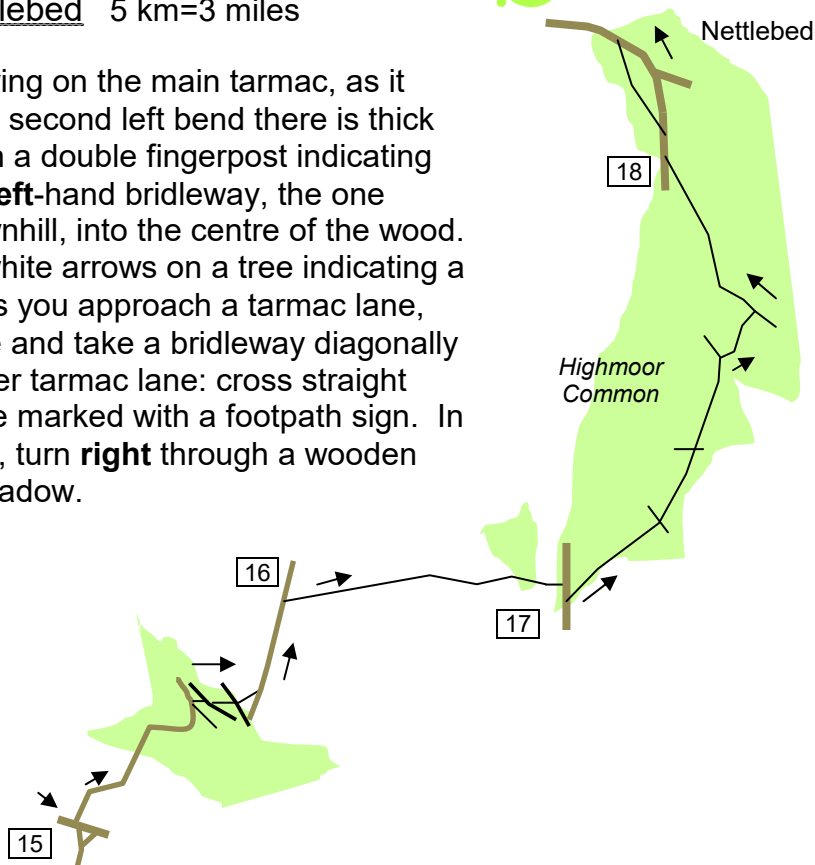 lebed 5 km=3 miles
Nettlebed
ing on the main tarmac, as it
second left bend there is thick
a double fingerpost indicating
eft-hand bridleway, the one
nhill, into the centre of the wood.
white arrows on a tree indicating a
s you approach a tarmac lane,
and take a bridleway diagonally
er tarmac lane: cross straight
marked with a footpath sign. In
, turn right through a wooden
adow.
18
Highmoor
Common
16
17
15